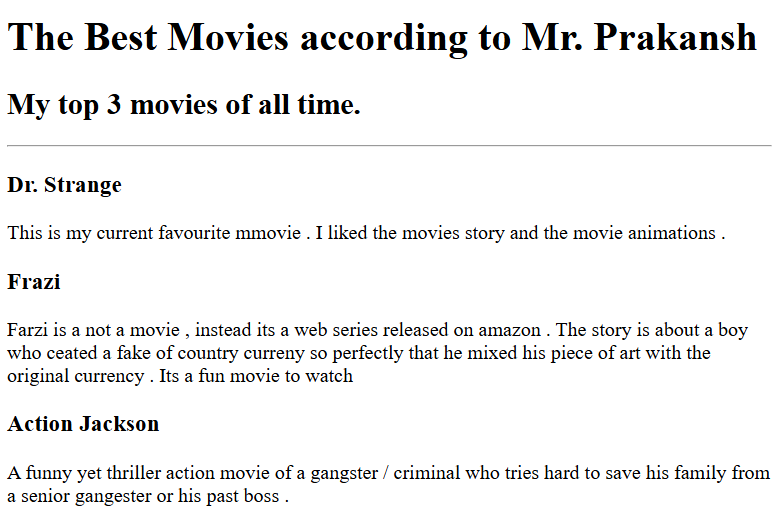 The Best Movies according to Mr. Prakansh
My top 3 movies of all time.
Dr. Strange
This is my current favourite mmovie . I liked the movies story and the movie animations .
Frazi
Farzi is a not a movie , instead its a web series released on amazon . The story is about a boy
who ceated a fake of country curreny so perfectly that he mixed his piece of art with the
original currency . Its a fun movie to watch
Action Jackson
A funny yet thriller action movie of a gangster / criminal who tries hard to save his family from
a senior gangester or his past boss .